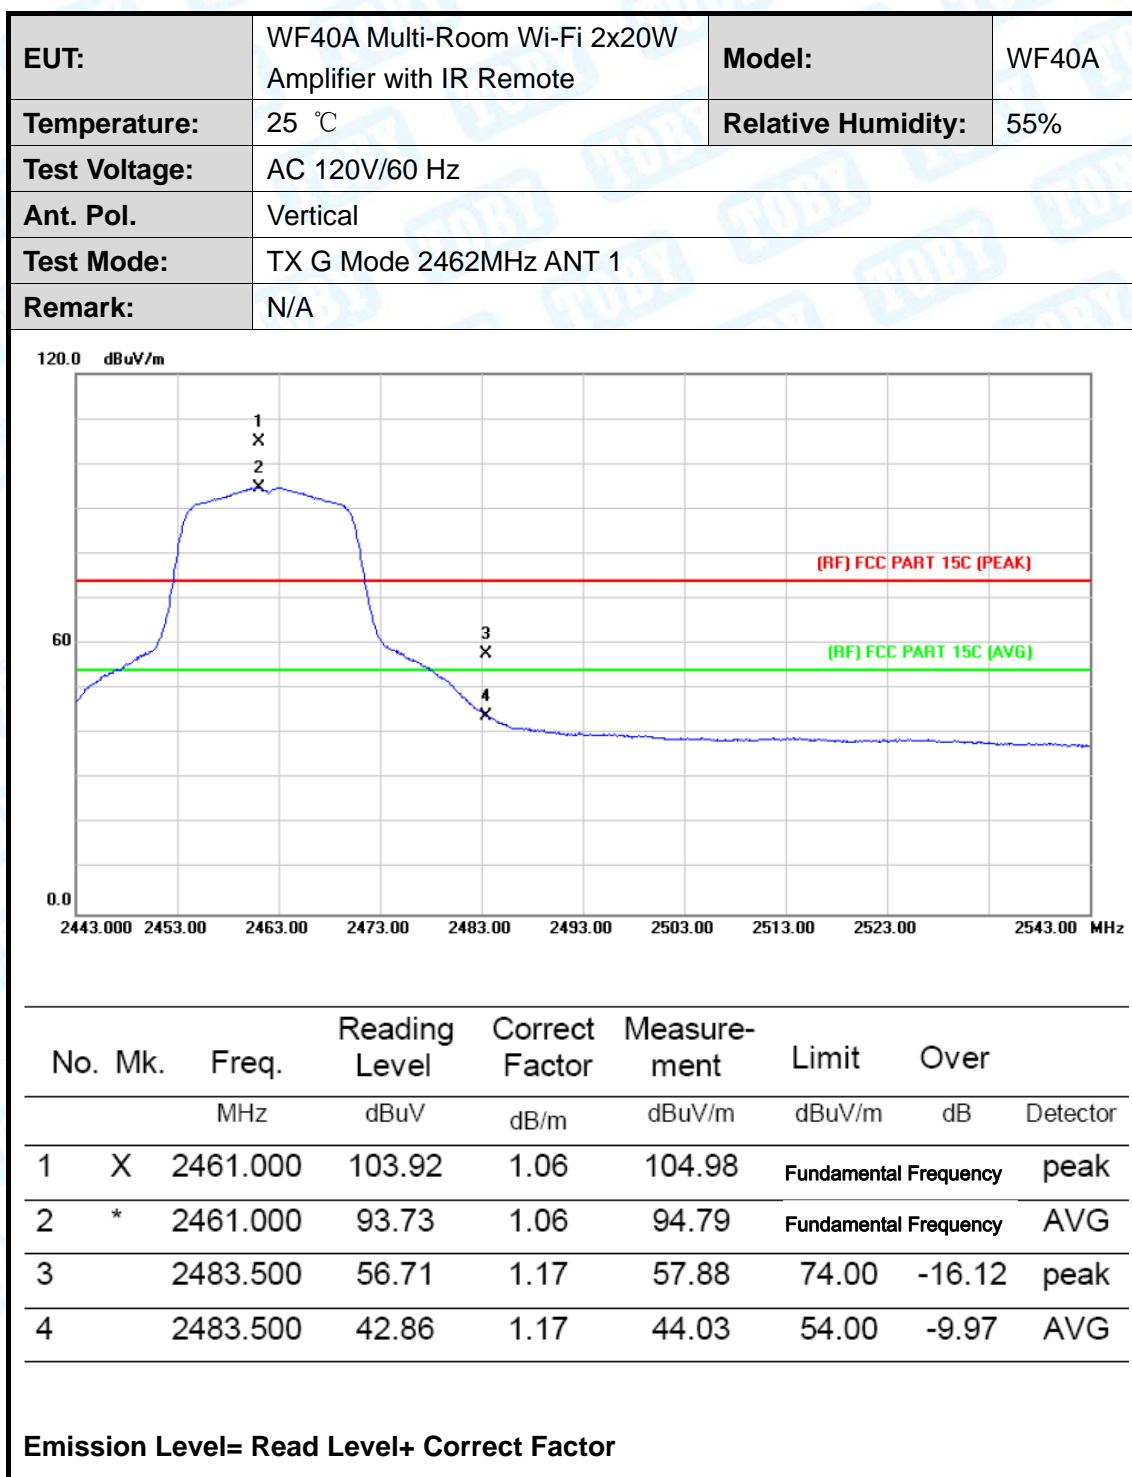 EUT: WF40A Multi-Room Wi-Fi 2x20W Amplifier with IR Remote Model: WF40A
Temperature: 25 ℃ Relative Humidity: 55%
Test Voltage: AC 120V/60 Hz
Ant. Pol. Vertical
Test Mode: TX G Mode 2462MHz ANT 1
Remark: N/A
120.0 dBuV/m
1
X
2
X
(RF) FCC PART 15C (PEAK)
60
3
X
(RF) FCC PART 15C (AVG)
4
X
0.0
2443.000 2453.00 2463.00 2473.00 2483.00 2493.00 2503.00 2513.00 2523.00 2543.00 MHz
No. Mk. Freq. Reading Level Correct Factor Measure-ment Limit Over
MHz dBuV dB/m dBuV/m dBuV/m dB Detector
1 X 2461.000 103.92 1.06 104.98 Fundamental Frequency peak
2 * 2461.000 93.73 1.06 94.79 Fundamental Frequency AVG
3 2483.500 56.71 1.17 57.88 74.00 -16.12 peak
4 2483.500 42.86 1.17 44.03 54.00 -9.97 AVG
Emission Level= Read Level+ Correct Factor
TOBY